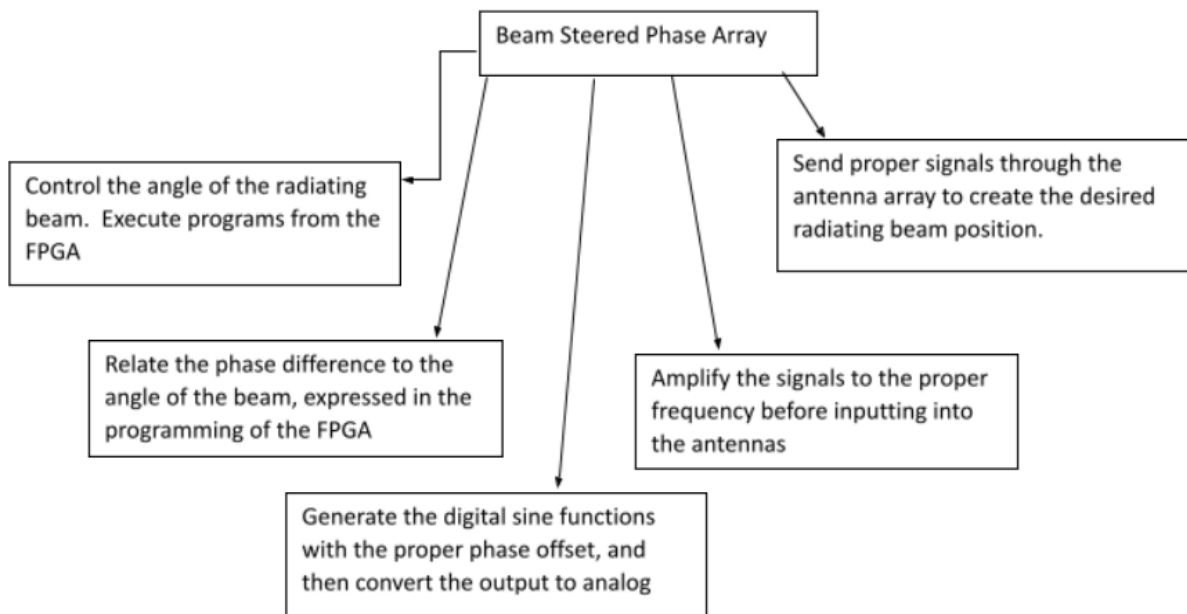 Beam Steered Phase Array
Control the angle of the radiating
beam.  Execute programs from the
FPGA
Send proper signals through the
antenna array to create the desired
radiating beam position.
Relate the phase difference to the
angle of the beam, expressed in the
programming of the FPGA
Amplify the signals to the proper
frequency before inputting into
the antennas
Generate the digital sine functions
with the proper phase offset, and
then convert the output to analog